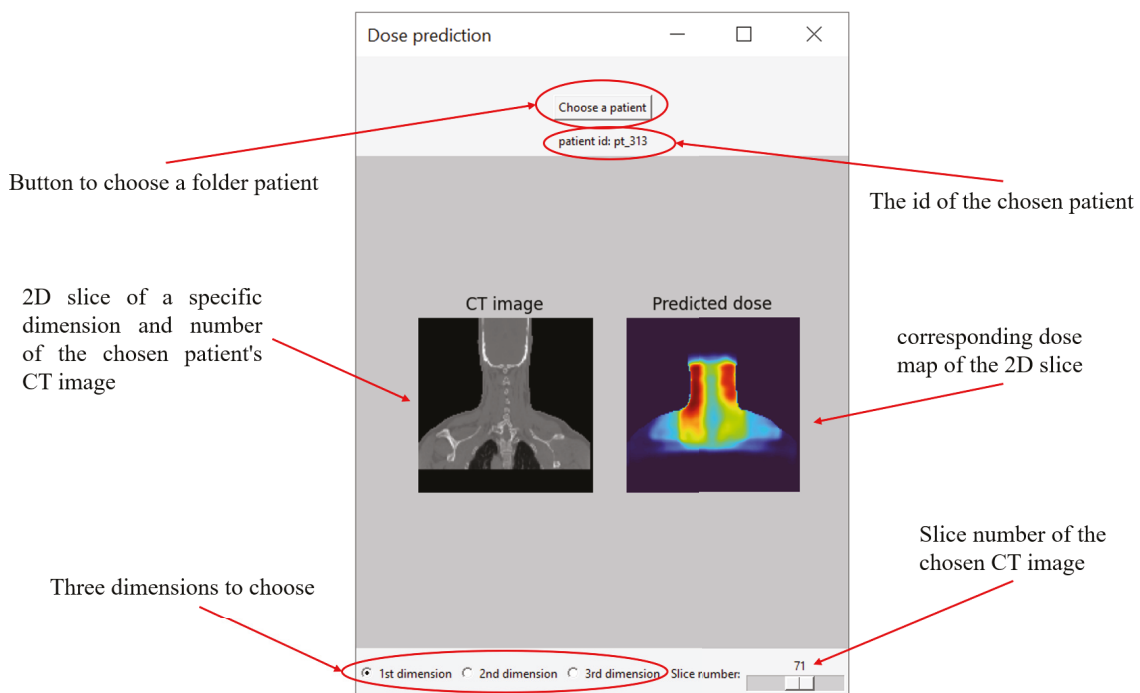 Dose prediction
Choose a patient
patient id: pt_313
Button to choose a folder patient
The id of the chosen patient
2D slice of a specific
dimension and number
of the chosen patient's
CT image
CT image
Predicted dose
corresponding dose
map of the 2D slice
Slice number of the
chosen CT image
Three dimensions to choose
71
1st dimension 2nd dimension 3rd dimension Slice number: